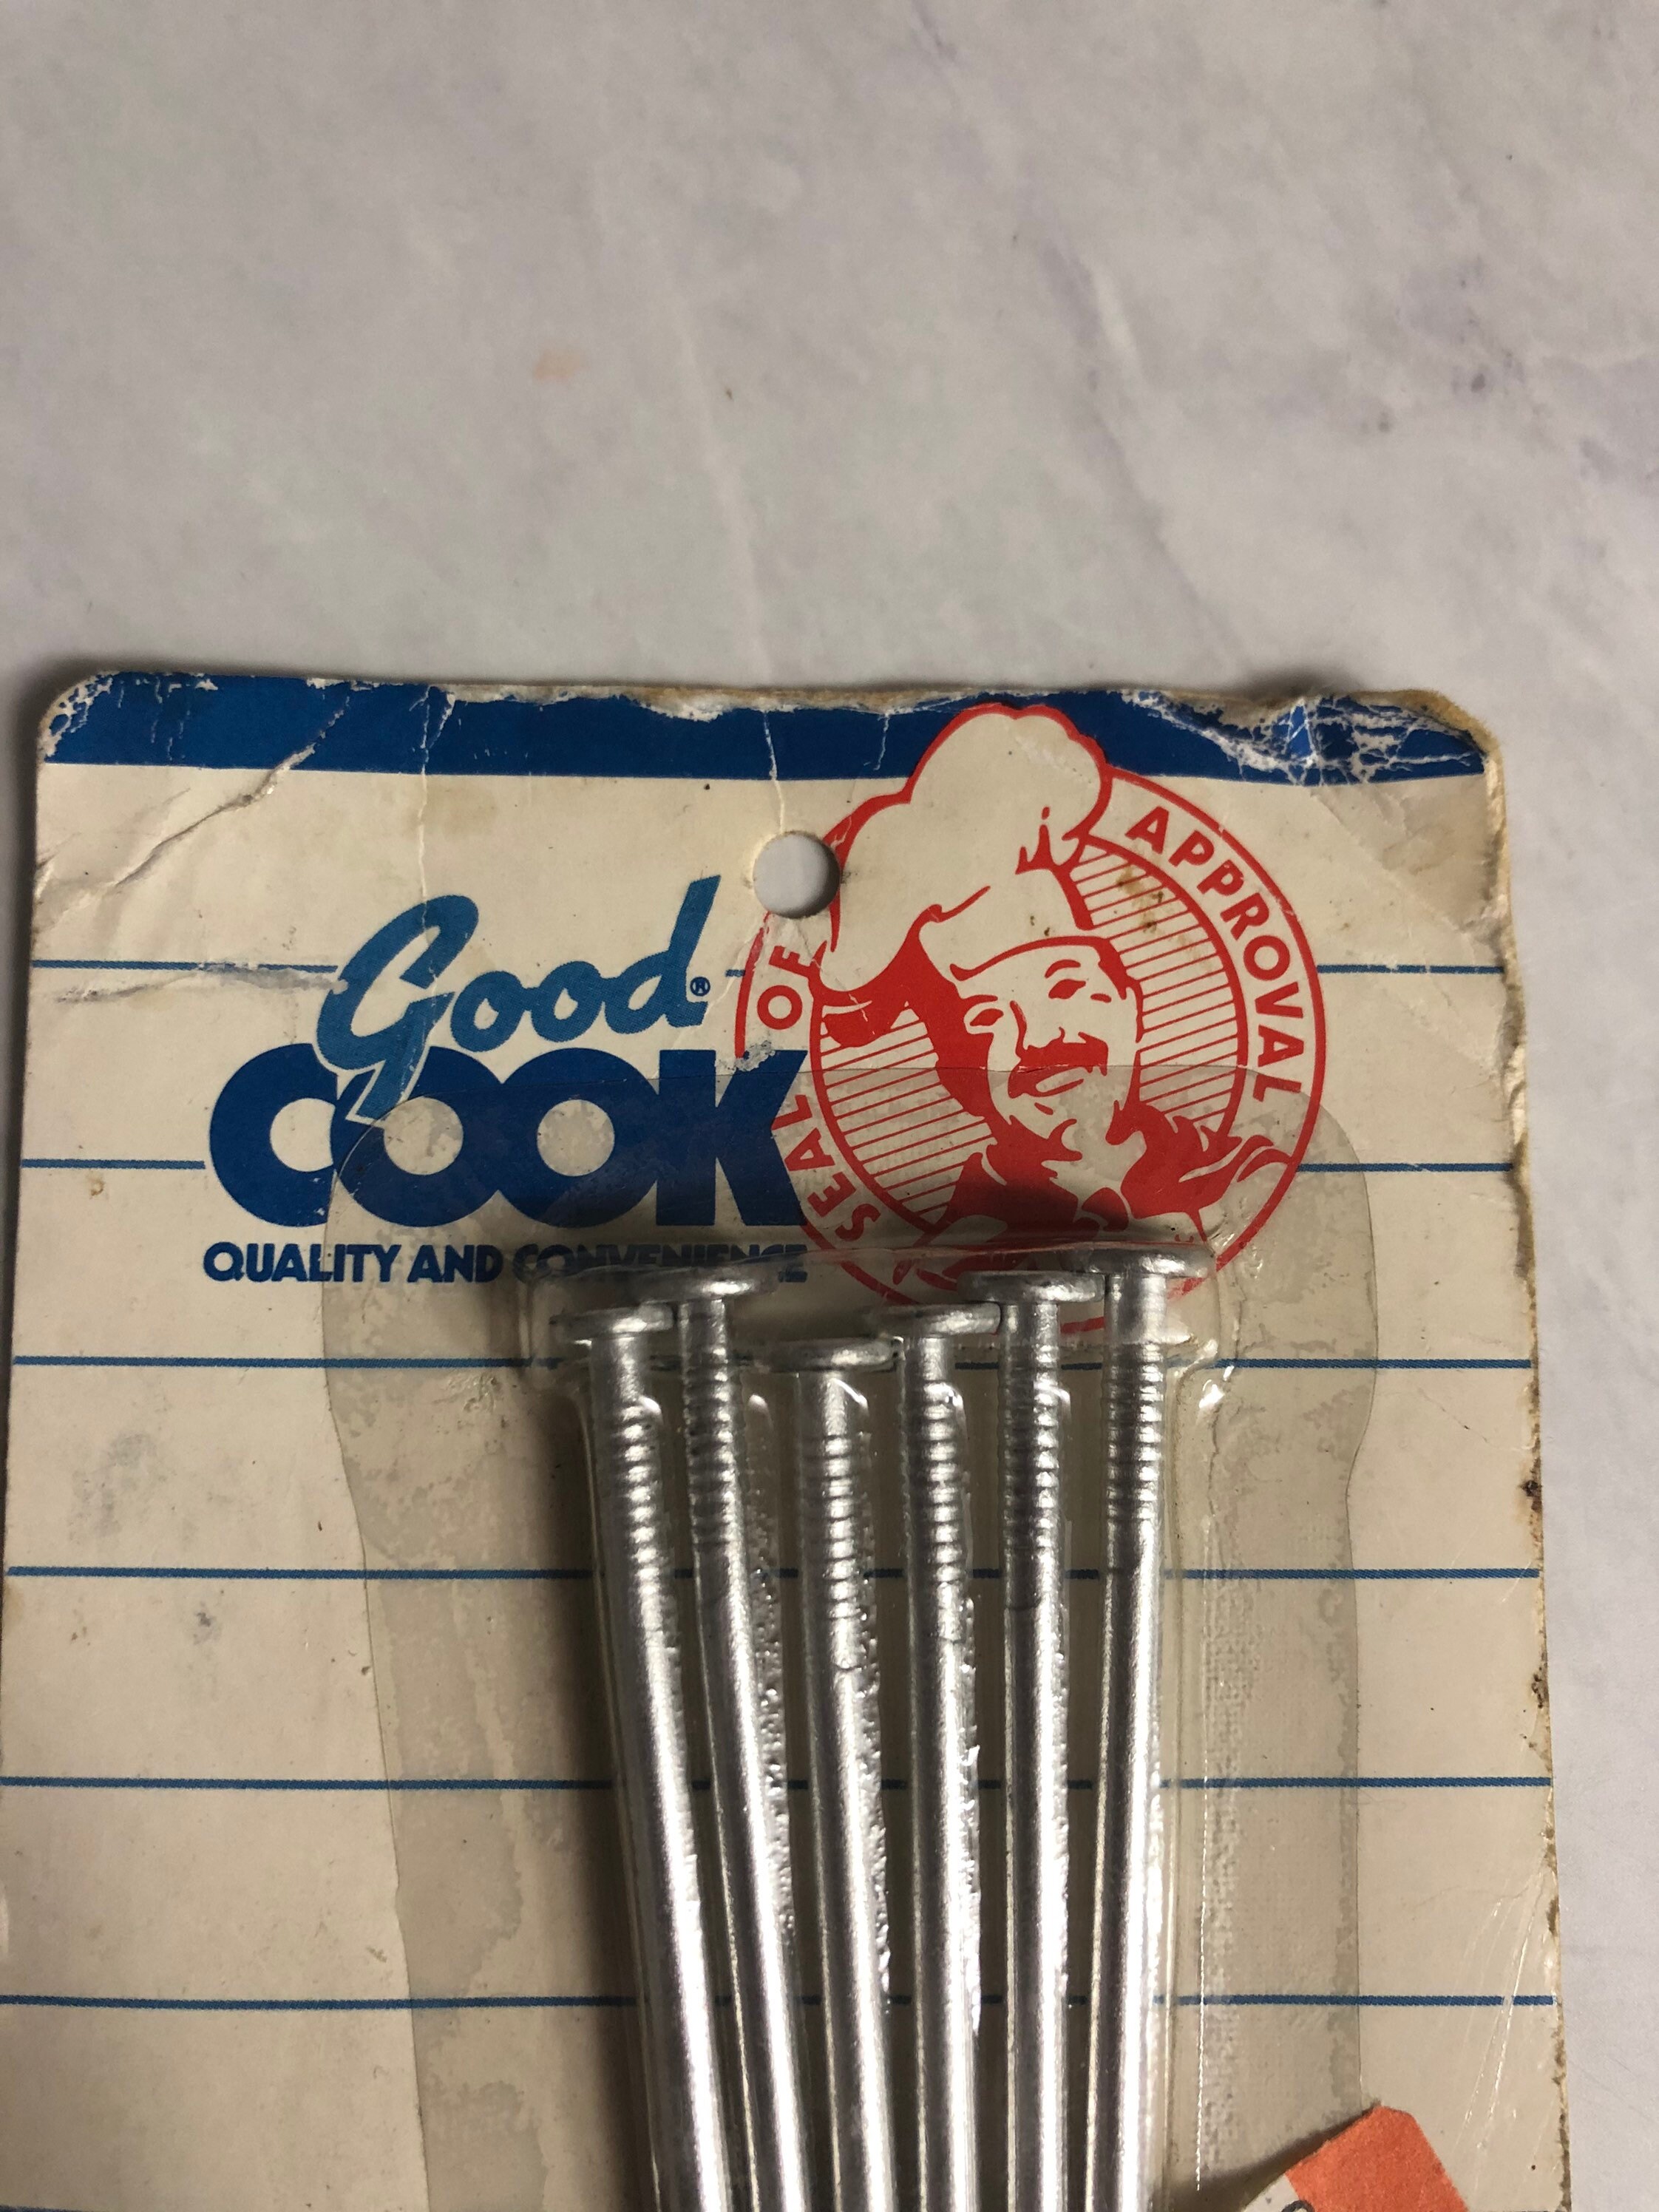 Good®
COOK
QUALITY AND CONVENIENCE
SEAL OF APPROVAL